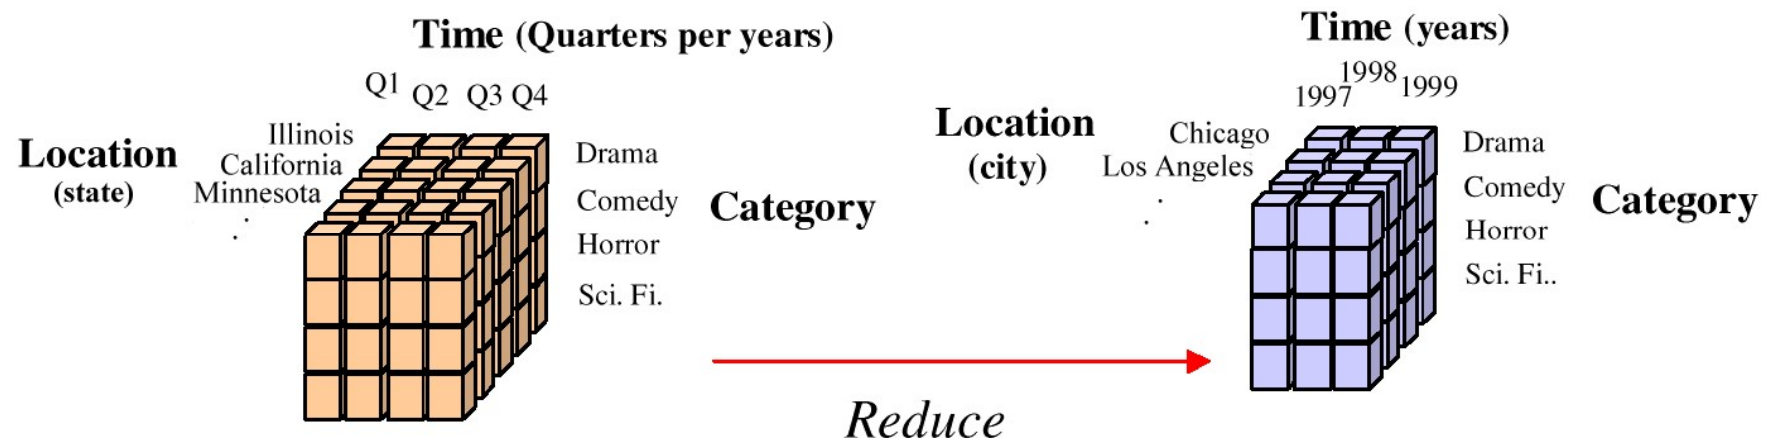 Time (Quarters per years)
Q1 Q2 Q3 Q4
Location
(state)
Illinois
California
Minnesota
Drama
Comedy
Horror
Sci. Fi.
Category
Reduce
Time (years)
1997 1998 1999
Location
(city)
Chicago
Los Angeles
Drama
Comedy
Horror
Sci. Fi..
Category